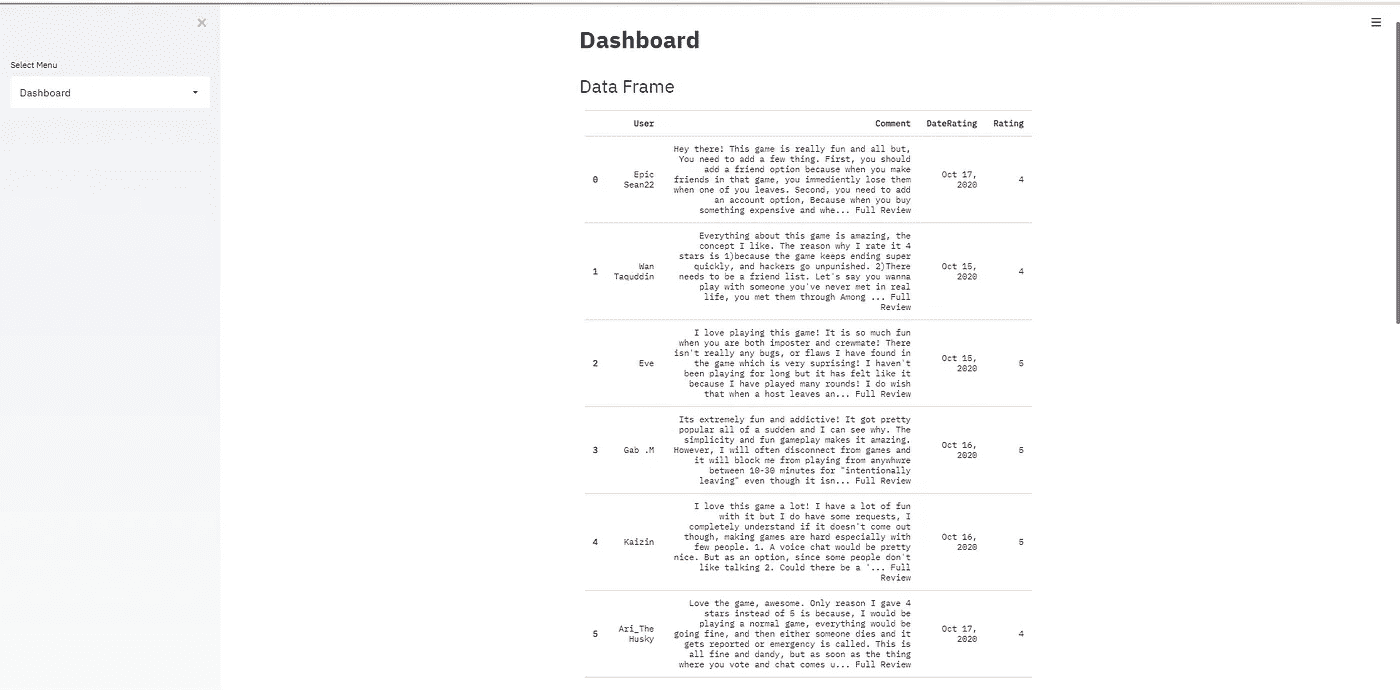 ×
☰
Select Menu
Dashboard
Dashboard
Data Frame
User Comment DateRating Rating
Hey there! This game is really fun and all but,
You need to add a few thing. First, you should
add a friend option because when you make
0 Epic Sean22 friends in that game, you immediently lose them Oct 17, 2020 4
when one of you leaves. Second, you need to add
an account option, Because when you buy
something expensive and whe... Full Review
Everything about this game is amazing, the
concept I like. The reason why I rate it 4
stars is 1)because the game keeps ending super
1 Wan Taquddin quickly, and hackers go unpunished. 2)There Oct 15, 2020 4
needs to be a friend list. Let's say you wanna
play with someone you've never met in real
life, you met them through Among ... Full
Review
I love playing this game! It is so much fun
when you are both imposter and crewmate! There
isn't really any bugs, or flaws I have found in
2 Eve the game which is very suprising! I haven't Oct 15, 2020 5
been playing for long but it has felt like it
because I have played many rounds! I do wish
that when a host leaves an... Full Review
Its extremely fun and addictive! It got pretty
popular all of a sudden and I can see why. The
simplicity and fun gameplay makes it amazing.
3 Gab .M However, I will often disconnect from games and Oct 16, 2020 5
it will block me from playing from anywhwre
between 10-30 minutes for "intentionally
leaving" even though it isn... Full Review
I love this game a lot! I have a lot of fun
with it but I do have some requests, I
completely understand if it doesn't come out
though, making games are hard especially with
4 Kaizin few people. 1. A voice chat would be pretty Oct 16, 2020 5
nice. But as an option, since some people don't
like talking 2. Could there be a '... Full
Review
Love the game, awesome. Only reason I gave 4
stars instead of 5 is because, I would be
playing a normal game, everything would be
5 Ari_The Husky going fine, and then either someone dies and it Oct 17, 2020 4
gets reported or emergency is called. This is
all fine and dandy, but as soon as the thing
where you vote and chat comes u... Full Review